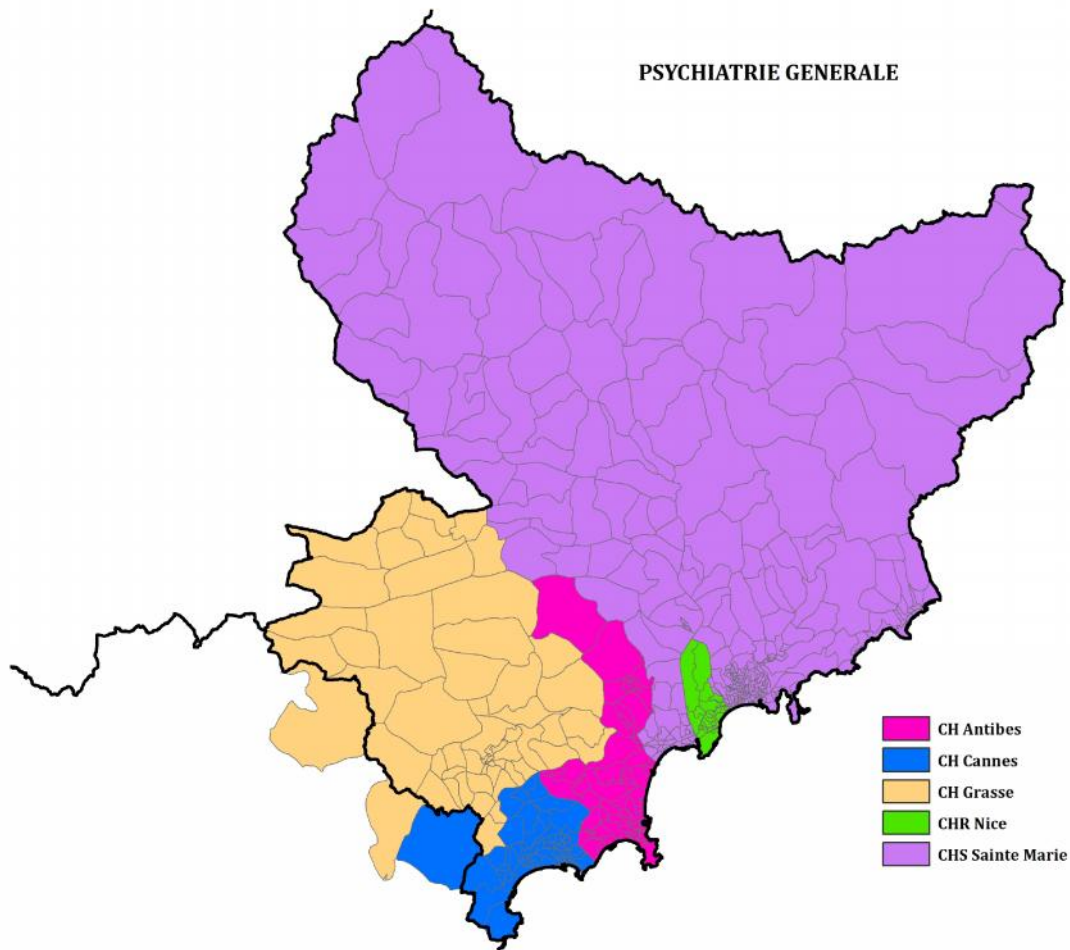 PSYCHIATRIE GENERALE
CH Antibes
CH Cannes
CH Grasse
CHR Nice
CHS Sainte Marie